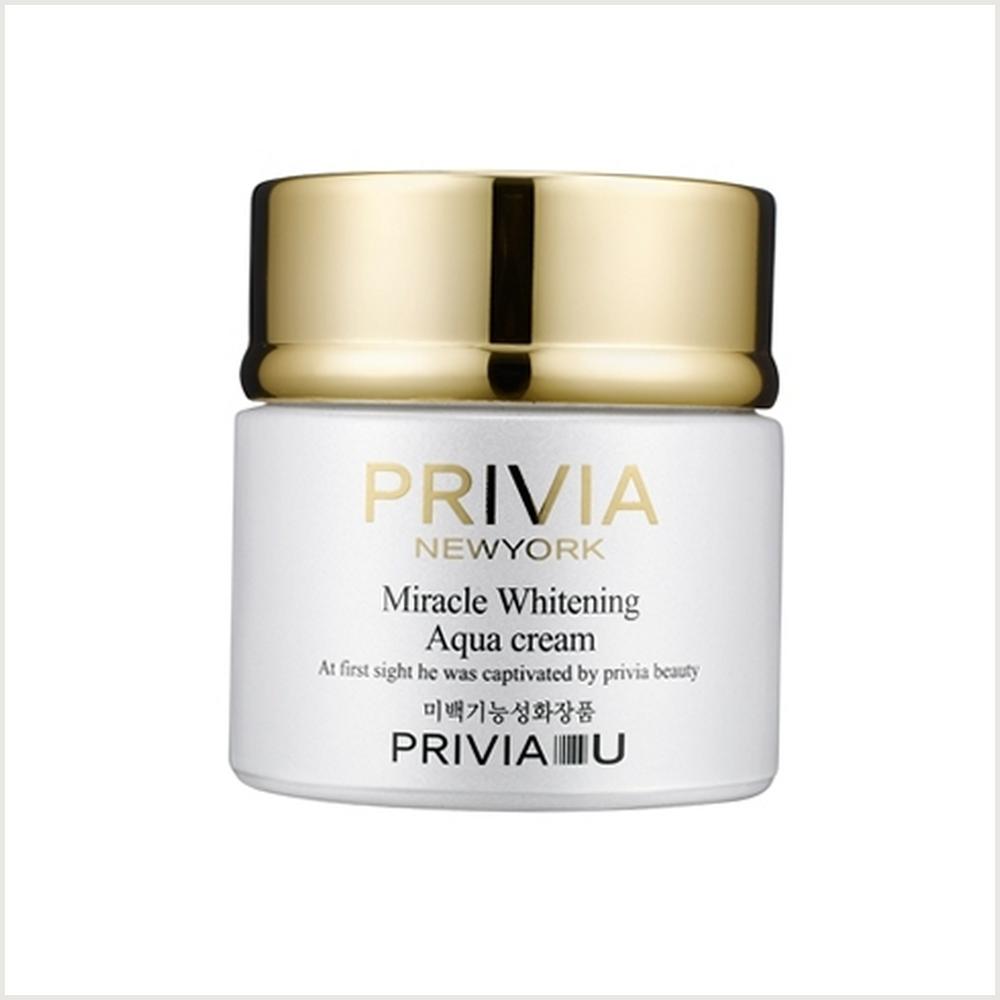 PRIVIA
NEWYORK
Miracle Whitening
Aqua cream
At first sight he was captivated by privia beauty
미백기능성화장품
PRIVIA U